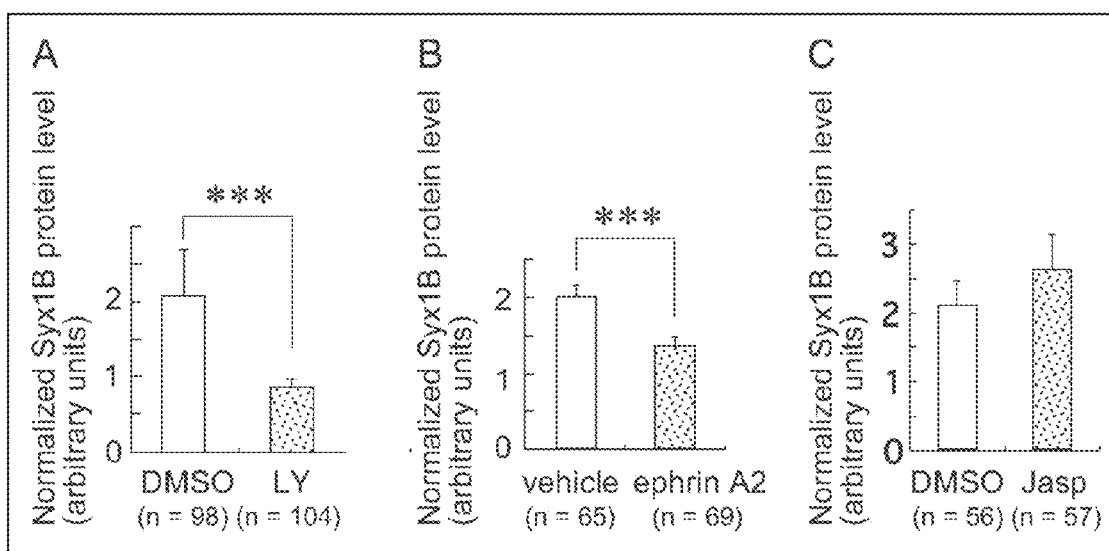 A
Normalized Syx1B protein level
(arbitrary units)
***
2
1
0
DMSO LY
(n = 98) (n = 104)
B
Normalized Syx1B protein level
(arbitrary units)
***
2
1
0
vehicle ephrin A2
(n = 65) (n = 69)
C
Normalized Syx1B protein level
(arbitrary units)
3
2
1
0
DMSO Jasp
(n = 56) (n = 57)